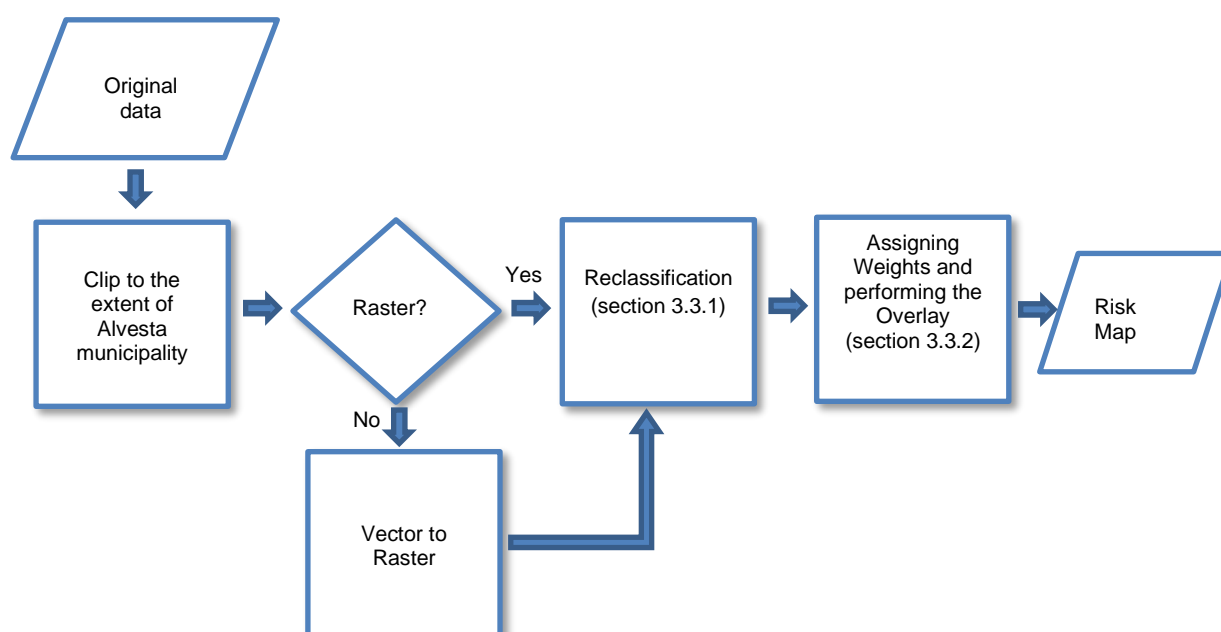 Original
data
Clip to the
extent of
Alvesta
municipality
Raster?
Yes
No
Vector to
Raster
Reclassification
(section 3.3.1)
Assigning
Weights and
performing the
Overlay
(section 3.3.2)
Risk
Map